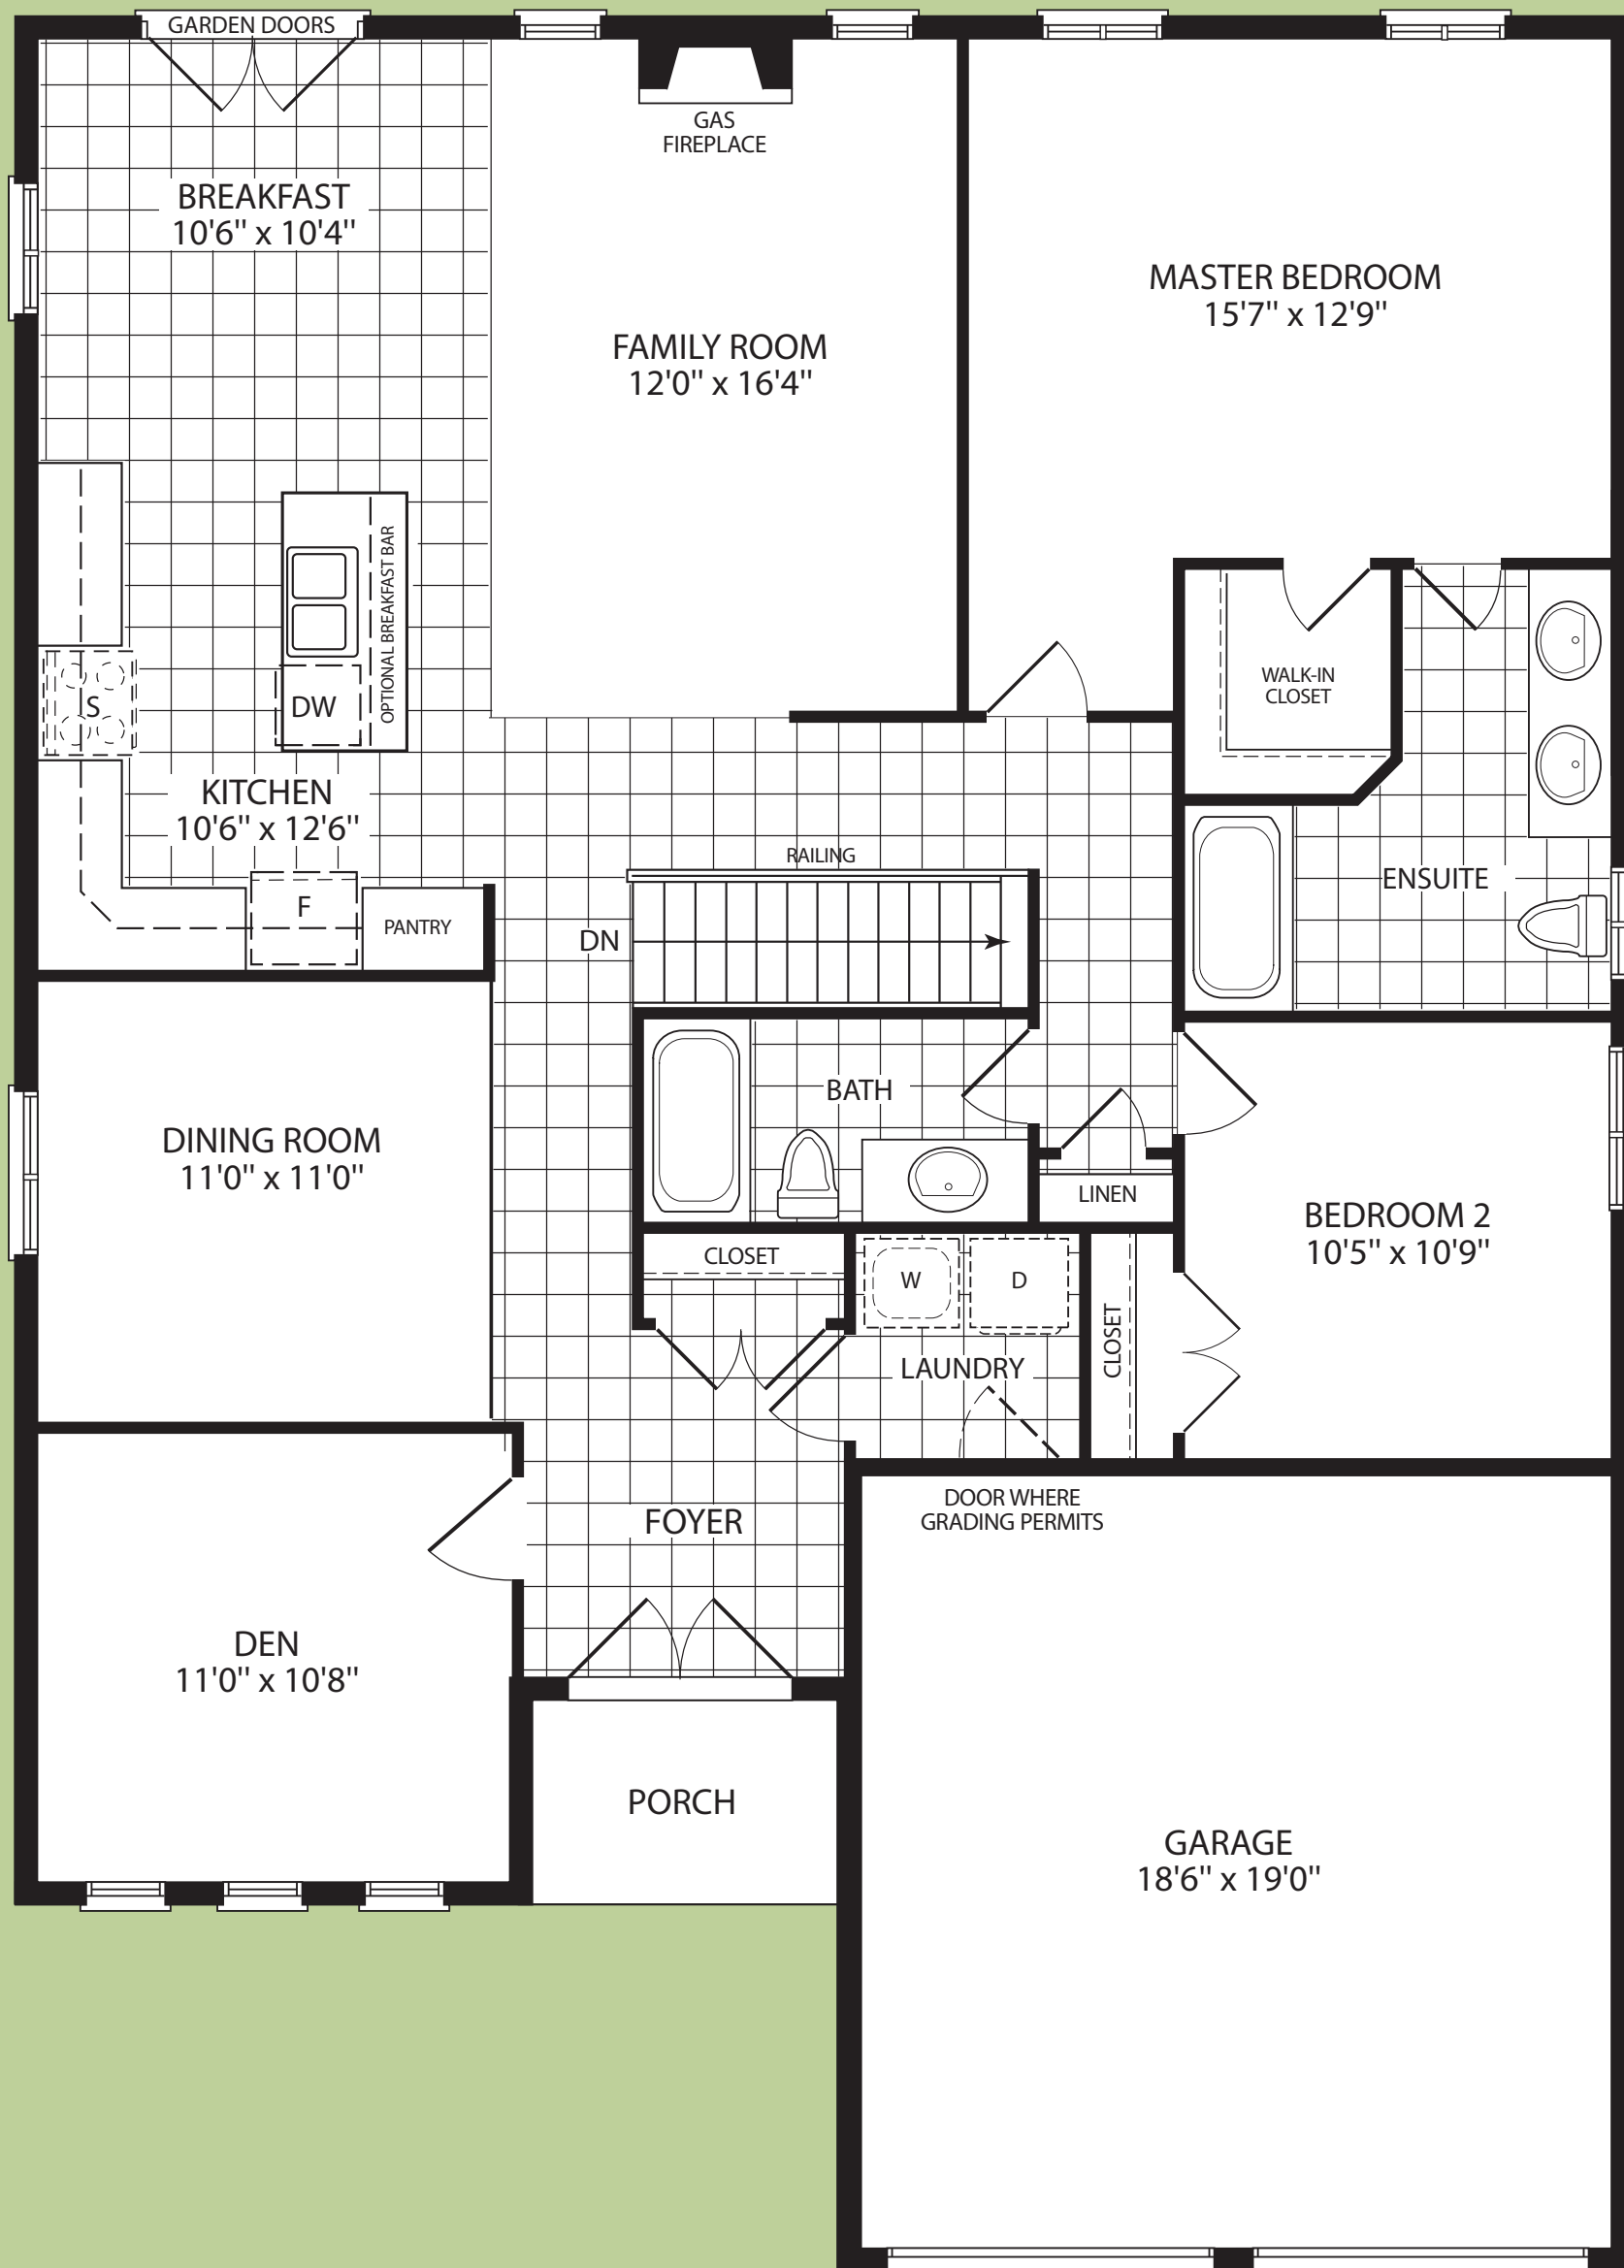 GARDEN DOORS
GAS
FIREPLACE
BREAKFAST
10'6" x 10'4"
MASTER BEDROOM
15'7" x 12'9"
FAMILY ROOM
12'0" x 16'4"
OPTIONAL BREAKFAST BAR
S
DW
WALK-IN
CLOSET
KITCHEN
10'6" x 12'6"
RAILING
ENSUITE
F
PANTRY
DN
BATH
DINING ROOM
11'0" x 11'0"
LINEN
BEDROOM 2
10'5" x 10'9"
CLOSET
W
D
CLOSET
LAUNDRY
DOOR WHERE
GRADING PERMITS
FOYER
DEN
11'0" x 10'8"
PORCH
GARAGE
18'6" x 19'0"